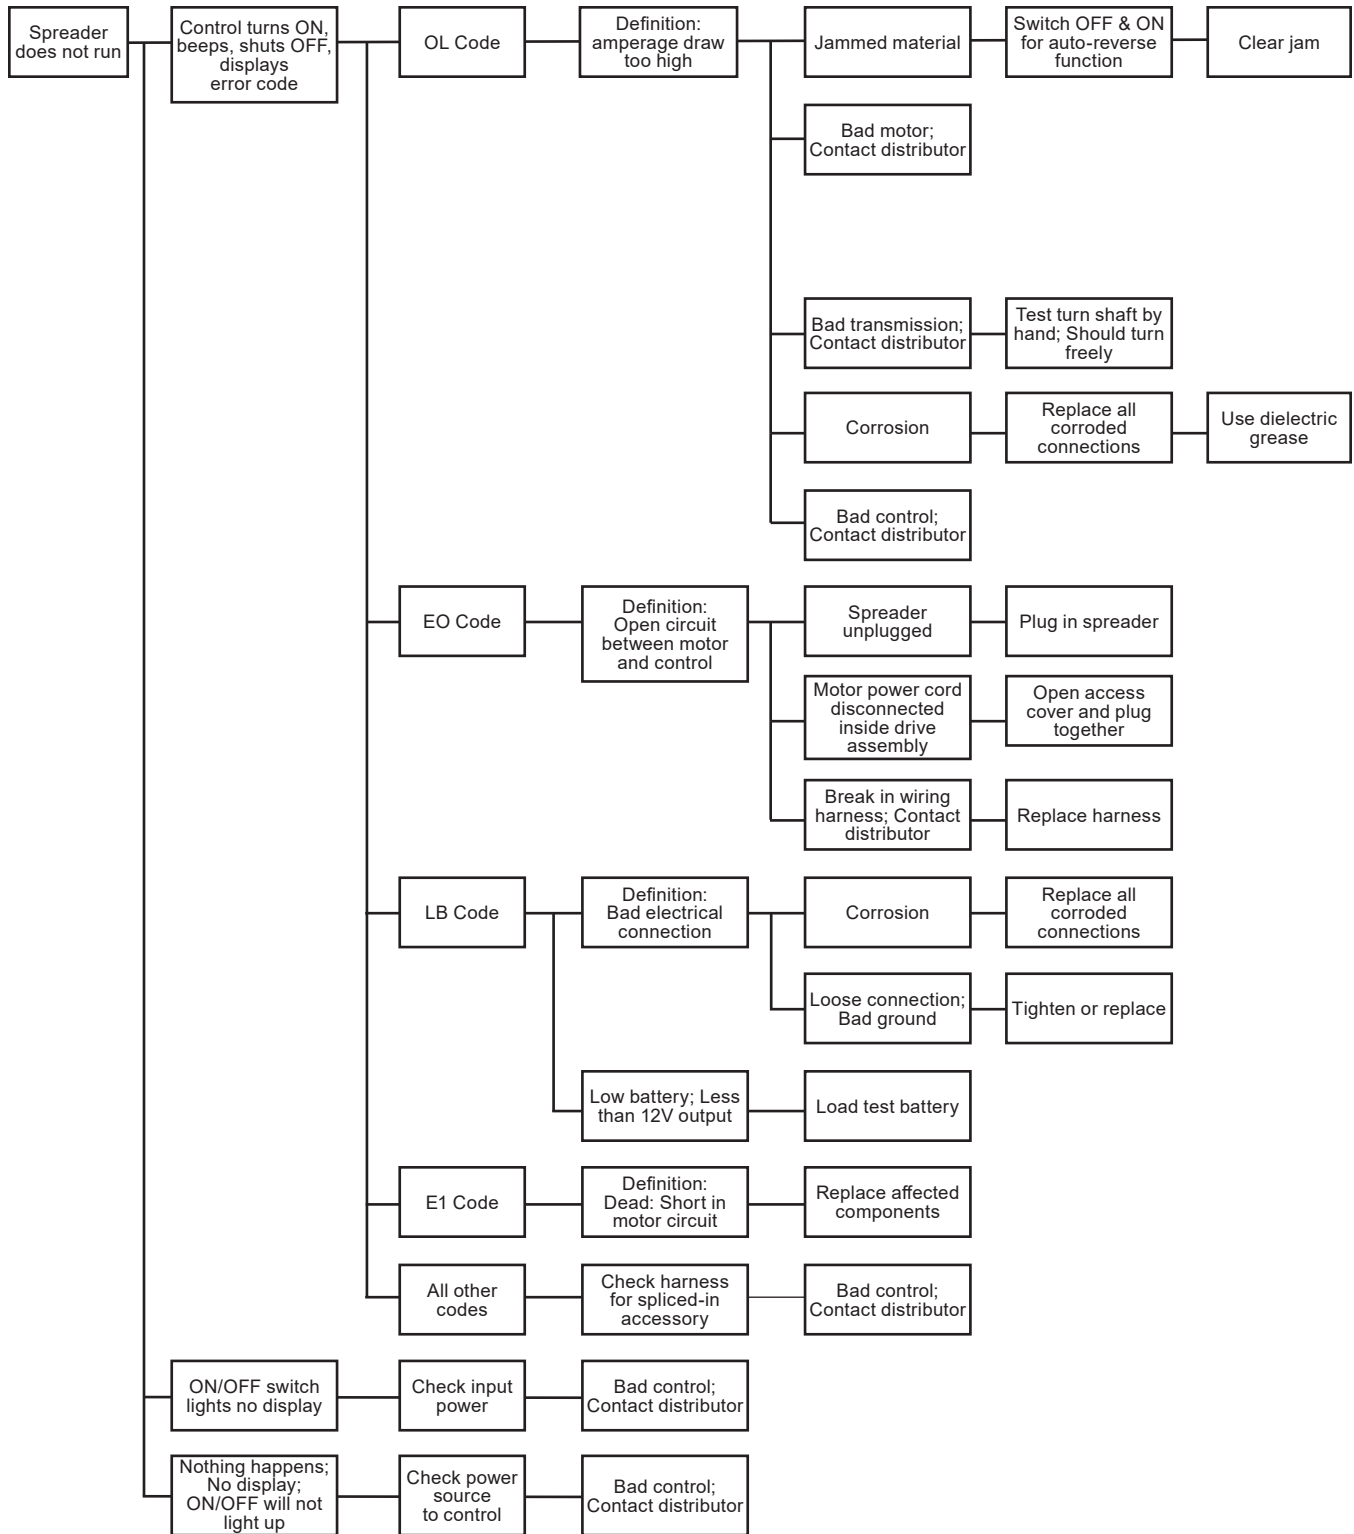 Spreader
does not run
Control turns ON,
beeps, shuts OFF,
displays
error code
OL Code
Definition:
amperage draw
too high
Jammed material
Switch OFF & ON
for auto-reverse
function
Clear jam
Bad motor;
Contact distributor
Bad transmission;
Contact distributor
Test turn shaft by
hand; Should turn
freely
Corrosion
Replace all
corroded
connections
Use dielectric
grease
Bad control;
Contact distributor
EO Code
Definition:
Open circuit
between motor
and control
Spreader
unplugged
Plug in spreader
Motor power cord
disconnected
inside drive
assembly
Open access
cover and plug
together
Break in wiring
harness; Contact
distributor
Replace harness
LB Code
Definition:
Bad electrical
connection
Corrosion
Replace all
corroded
connections
Loose connection;
Bad ground
Tighten or replace
Low battery; Less
than 12V output
Load test battery
E1 Code
Definition:
Dead: Short in
motor circuit
Replace affected
components
All other
codes
Check harness
for spliced-in
accessory
Bad control;
Contact distributor
ON/OFF switch
lights no display
Check input
power
Bad control;
Contact distributor
Nothing happens;
No display;
ON/OFF will not
light up
Check power
source
to control
Bad control;
Contact distributor